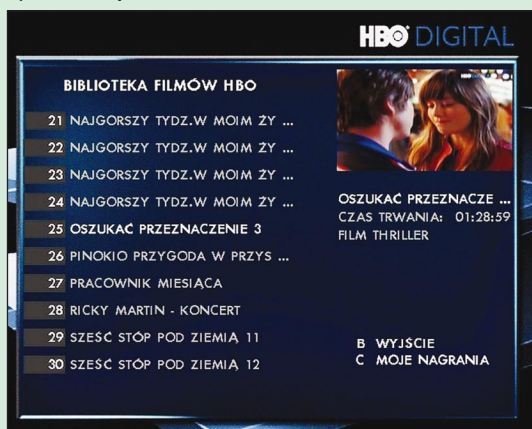 HBO DIGITAL
BIBLIOTEKA FILMÓW HBO
21 NAJGORSZY TYDZ.W MOIM ŻY ...
22 NAJGORSZY TYDZ.W MOIM ŻY ...
23 NAJGORSZY TYDZ.W MOIM ŻY ...
24 NAJGORSZY TYDZ.W MOIM ŻY ...
25 OSZUKAĆ PRZEZNACZENIE 3
26 PINOKIO PRZYGODA W PRZYS ...
27 PRACOWNIK MIESIĄCA
28 RICKY MARTIN - KONCERT
29 SZEŚĆ STÓP POD ZIEMIĄ 11
30 SZEŚĆ STÓP POD ZIEMIĄ 12
OSZUKAĆ PRZEZNACZE ...
CZAS TRWANIA: 01:28:59
FILM THRILLER
B WYJŚCIE
C MOJE NAGRANIA